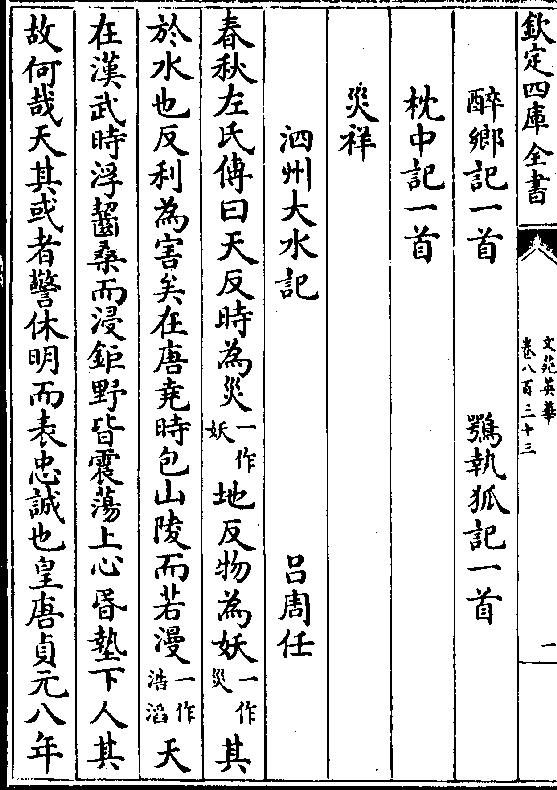 欽定四庫全書
文苑英華
卷八百三十三
二
醉鄉記一首 鶚執狐記一首
枕中記一首
災祥
泗州大水記 呂周任
春秋左氏傳曰天反時為災一作妖地反物為妖一作災其
於水也反利為害矣在唐堯時包山陵而若漫一作浩滔天
在漢武時浮齧桑而浸鉅野皆震蕩上心昬墊下人其
故何哉天其或者警休明而表忠誠也皇唐貞元八年